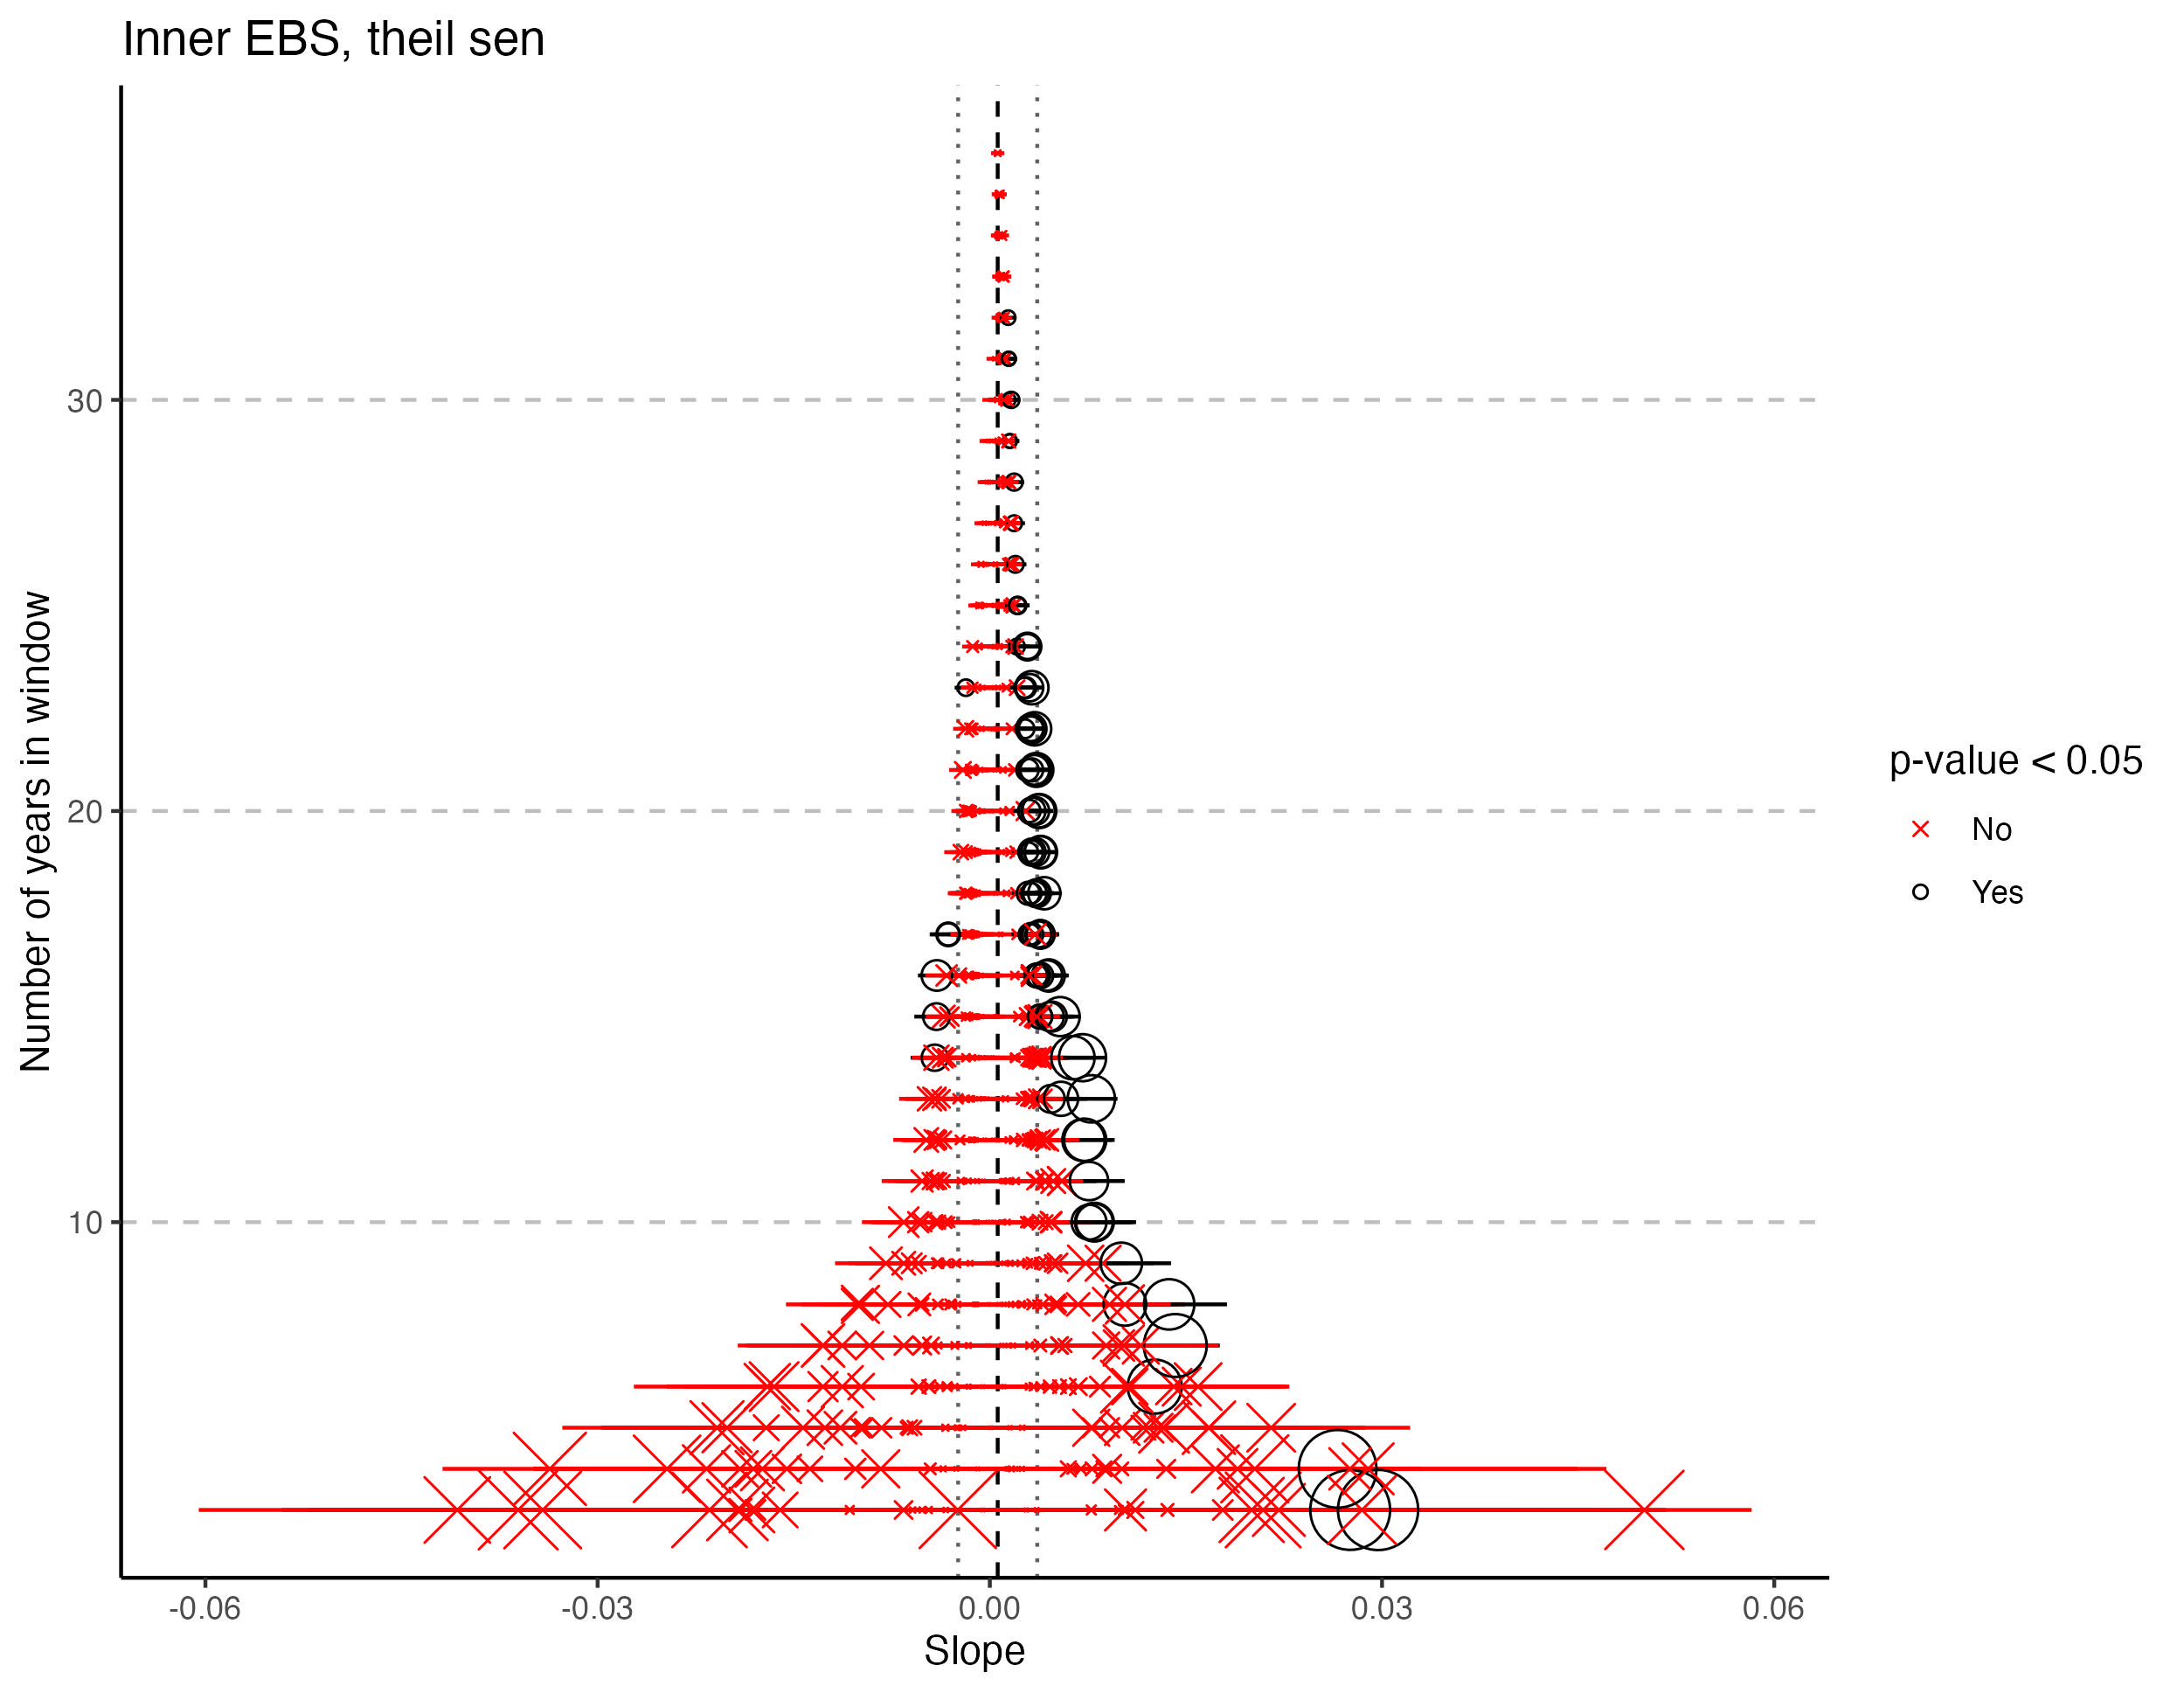 Inner EBS, theil sen
Number of years in window
30
20
10
-0.06
-0.03
0.00
0.03
0.06
Slope
p-value < 0.05
No
Yes